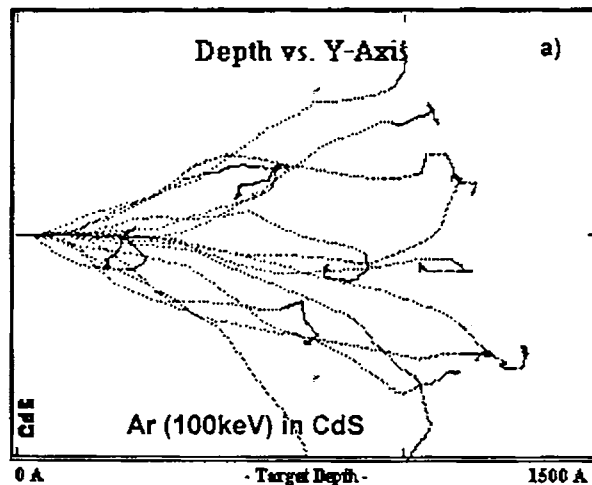 Depth vs. Y-Axis
a)
CdS
Ar (100keV) in CdS
0 A
- Target Depth -
1500 A